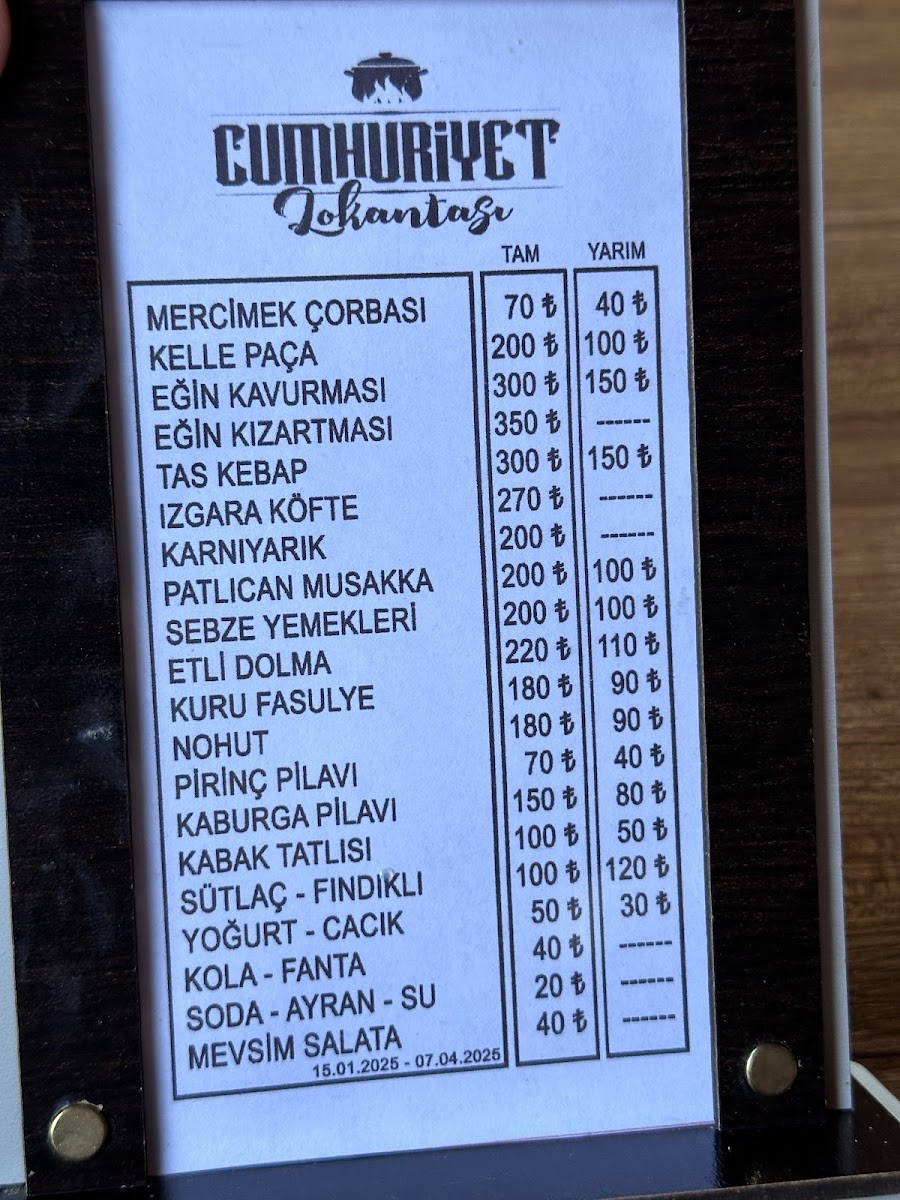 CUMHURiYET
Lokantası
TAM YARIM
MERCİMEK ÇORBASI 70 ₺ 40 ₺
KELLE PAÇA 200 ₺ 100 ₺
EĞİN KAVURMASI 300 ₺ 150 ₺
EĞİN KIZARTMASI 350 ₺ ------
TAS KEBAP 300 ₺ 150 ₺
IZGARA KÖFTE 270 ₺ ------
KARNIYARIK 200 ₺ ------
PATLICAN MUSAKKA 200 ₺ 100 ₺
SEBZE YEMEKLERİ 200 ₺ 100 ₺
ETLİ DOLMA 220 ₺ 110 ₺
KURU FASULYE 180 ₺ 90 ₺
NOHUT 180 ₺ 90 ₺
PİRİNÇ PİLAVI 70 ₺ 40 ₺
KABURGA PİLAVI 150 ₺ 80 ₺
KABAK TATLISI 100 ₺ 50 ₺
SÜTLAÇ - FINDIKLI 100 ₺ 120 ₺
YOĞURT - CACIK 50 ₺ 30 ₺
KOLA - FANTA 40 ₺ ------
SODA - AYRAN - SU 20 ₺ ------
MEVSİM SALATA 40 ₺ ------
15.01.2025 - 07.04.2025